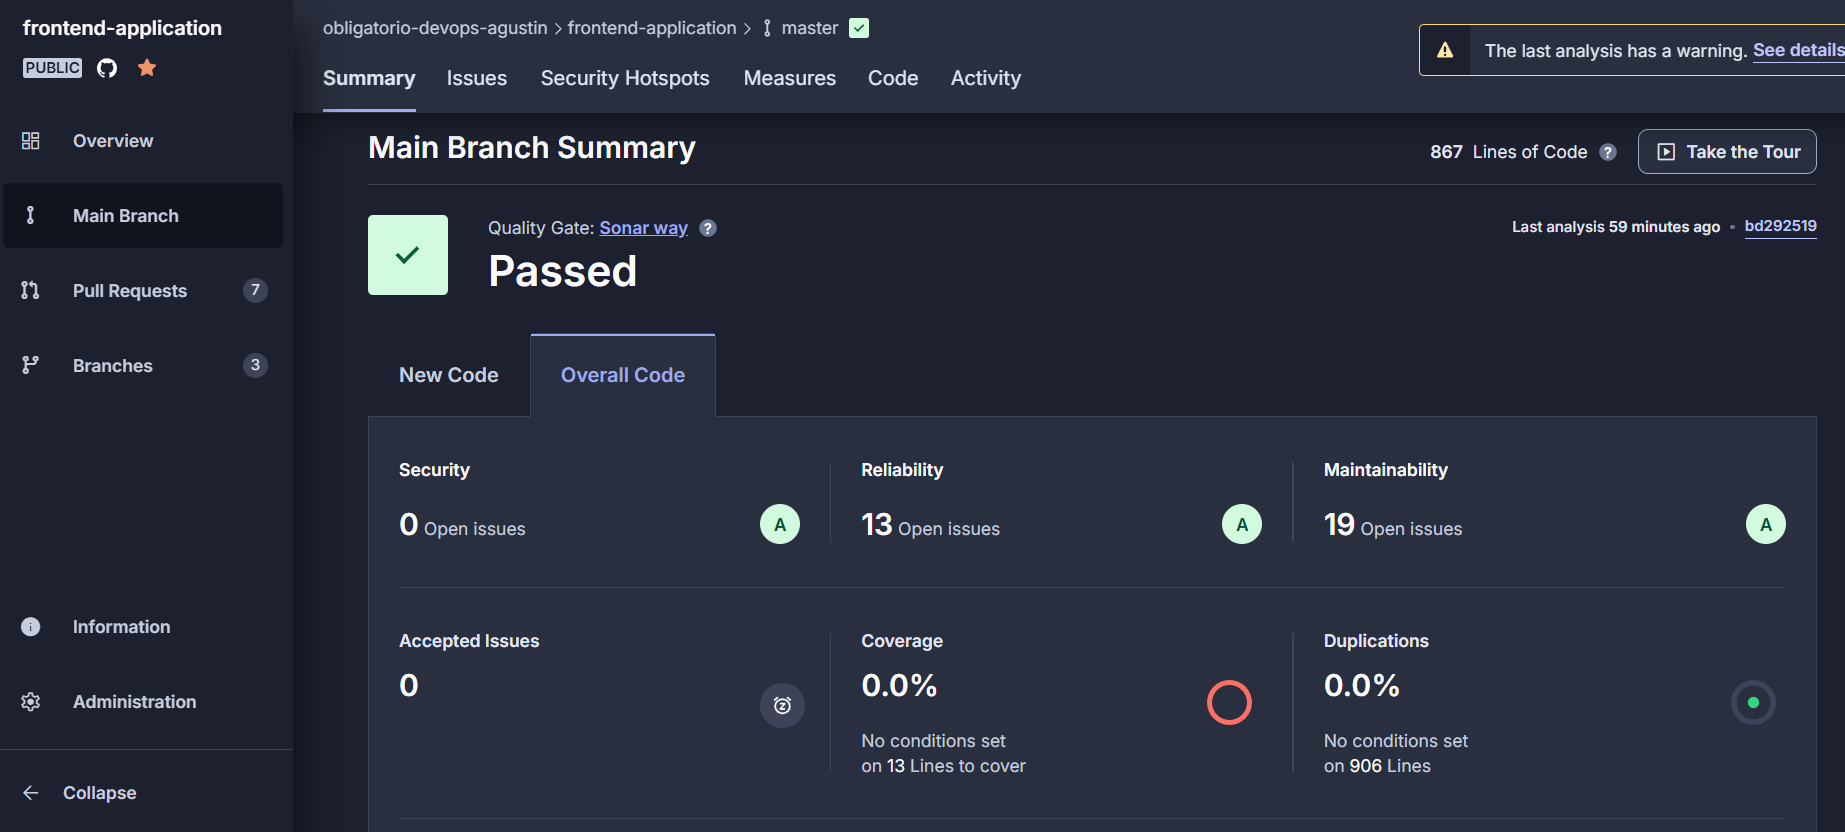 frontend-application
PUBLIC
Overview
Main Branch
Pull Requests 7
Branches 3
Information
Administration
Collapse
obligatorio-devops-agustin > frontend-application > master
The last analysis has a warning. See details
Summary Issues Security Hotspots Measures Code Activity
Main Branch Summary
867 Lines of Code ? Take the Tour
Quality Gate: Sonar way ?
Passed
Last analysis 59 minutes ago • bd292519
New Code Overall Code
Security
0 Open issues A
Reliability
13 Open issues A
Maintainability
19 Open issues A
Accepted Issues
0
Coverage
0.0%
No conditions set
on 13 Lines to cover
Duplications
0.0%
No conditions set
on 906 Lines